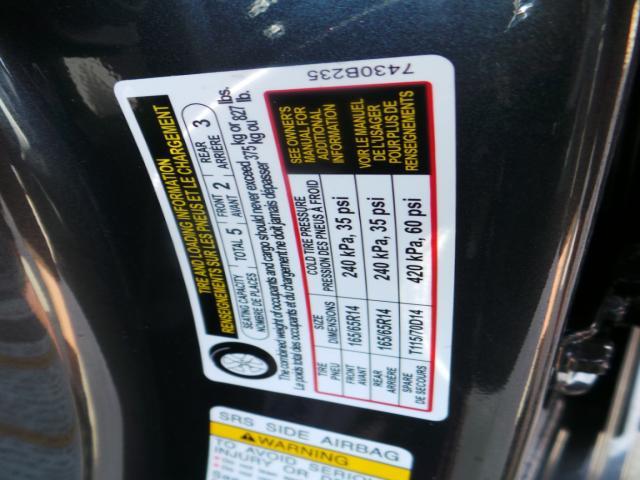 TIRE AND LOADING INFORMATION
RENSEIGNEMENTS SUR LES PNEUS ET LE CHARGEMENT
SEATING CAPACITY TOTAL 5 FRONT 2 REAR 3
NOMBRE DE PLACES AVANT ARRIÈRE
The combined weight of occupants and cargo should never exceed 375 kg or 827 lbs.
Le poids total des occupants et du chargement ne doit jamais dépasser kg ou lb.
TIRE SIZE COLD TIRE PRESSURE
PNEU DIMENSIONS PRESSION DES PNEUS À FROID
FRONT
AVANT 165/65R14 240 kPa, 35 psi
REAR
ARRIÈRE 165/65R14 240 kPa, 35 psi
SPARE
DE SECOURS T115/70D14 420 kPa, 60 psi
SEE OWNER'S
MANUAL FOR
ADDITIONAL
INFORMATION
VOIR LE MANUEL
DE L'USAGER
POUR PLUS DE
RENSEIGNEMENTS
7430B235
SRS SIDE AIRBAG
WARNING
TO AVOID SERIOUS
INJURY OR